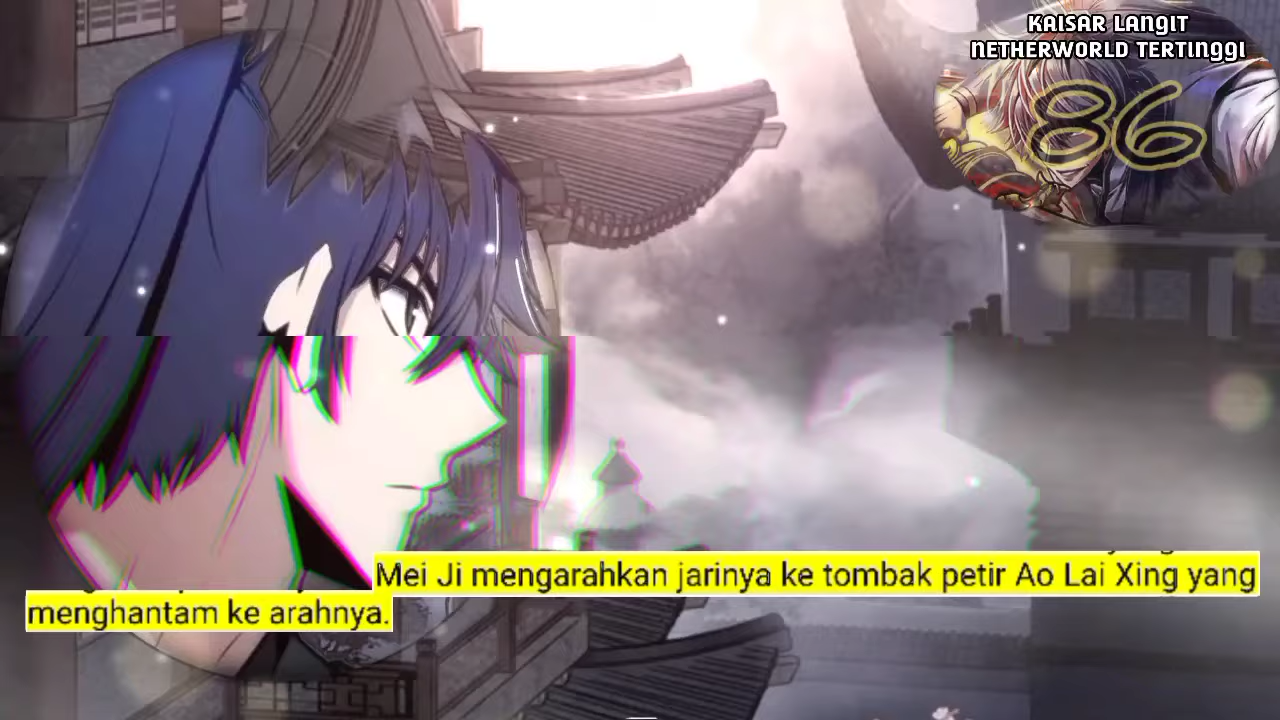 KAISAR LANGIT
NETHERWORLD TERTINGGI
86
Mei Ji mengarahkan jarinya ke tombak petir Ao Lai Xing yang
menghantam ke arahnya.